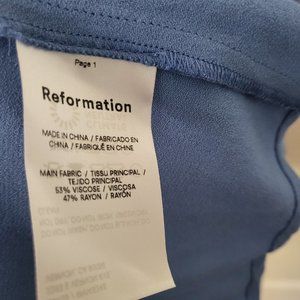 Page 1
Reformation
MADE IN CHINA / FABRICADO EN
CHINA / FABRIQUÉ EN CHINE
MAIN FABRIC / TISSU PRINCIPAL /
TEJIDO PRINCIPAL
53% VISCOSE / VISCOSA
47% RAYON / RAYÓN